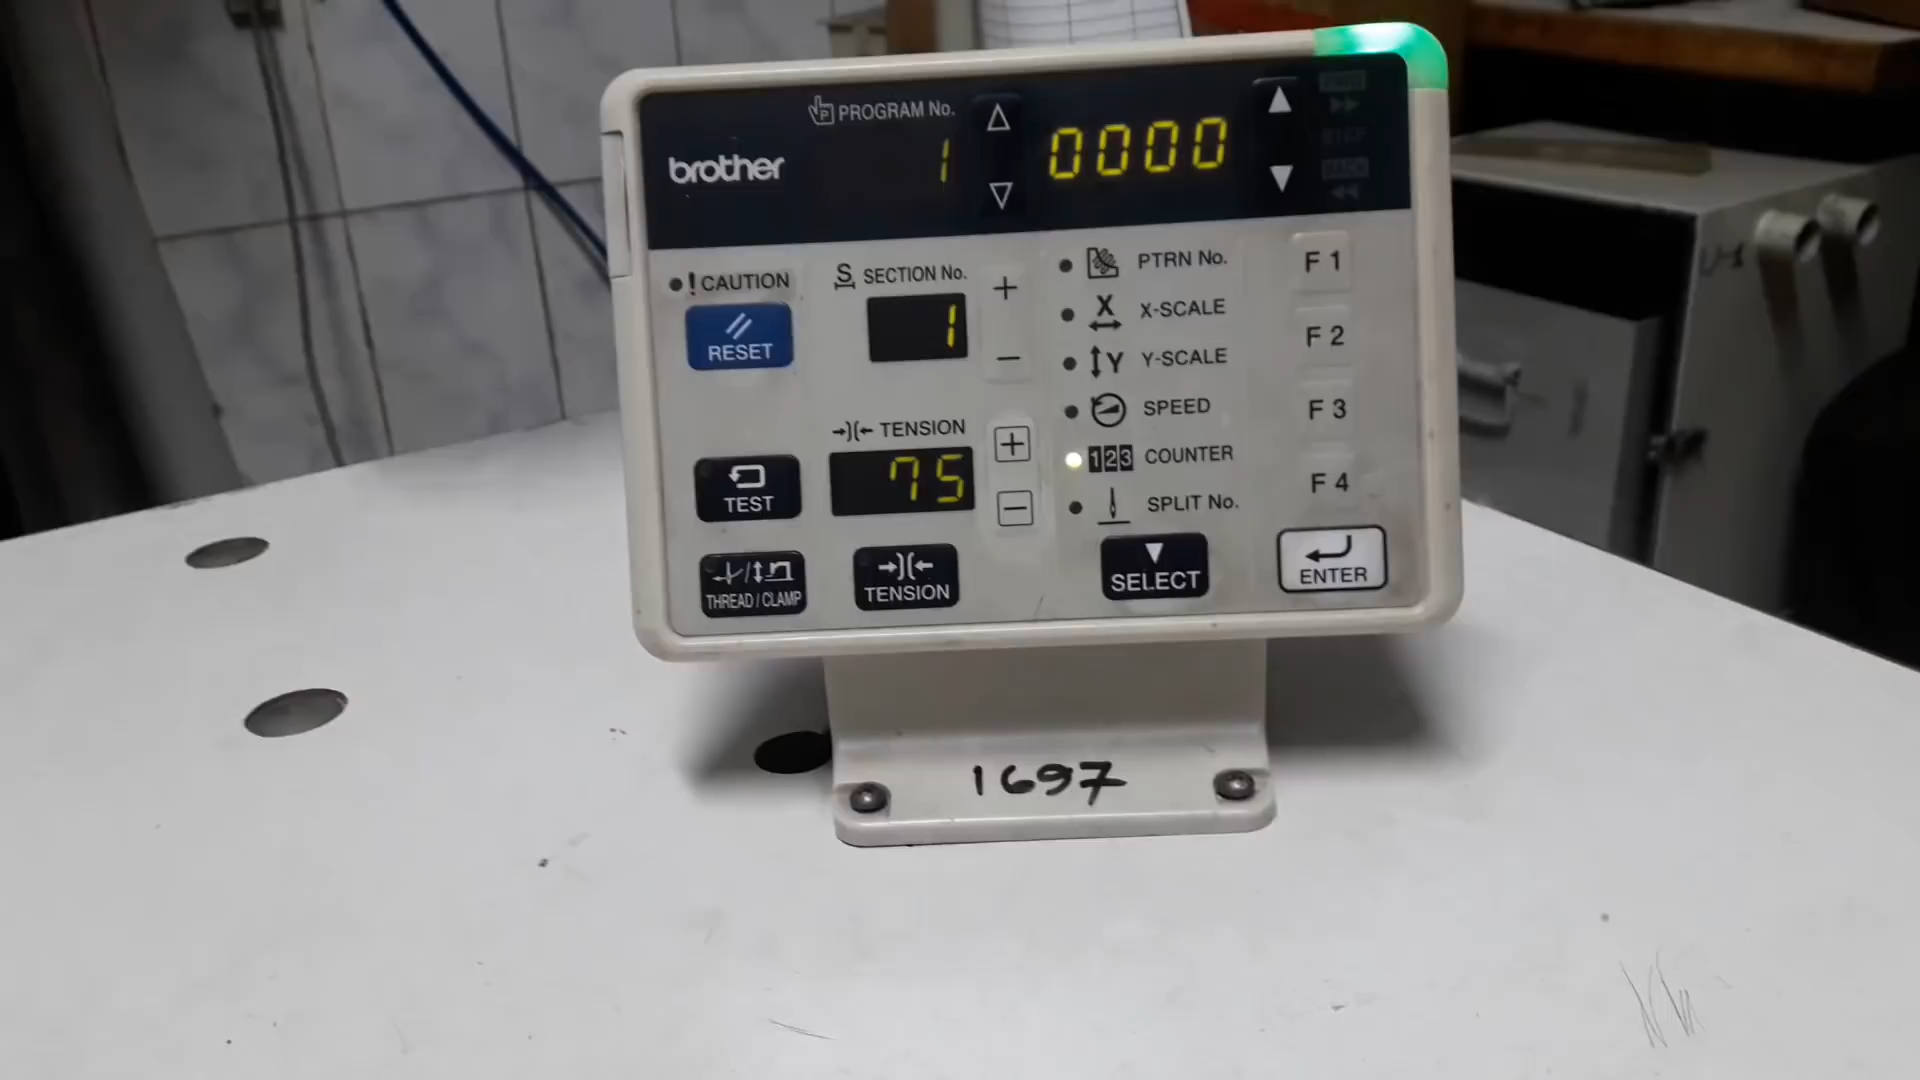 PROGRAM No.
brother
1
0000
! CAUTION
RESET
S SECTION No.
1
PTRN No.
X X-SCALE
Y Y-SCALE
SPEED
123 COUNTER
SPLIT No.
F 1
F 2
F 3
F 4
TENSION
75
TEST
THREAD / CLAMP
TENSION
SELECT
ENTER
1697